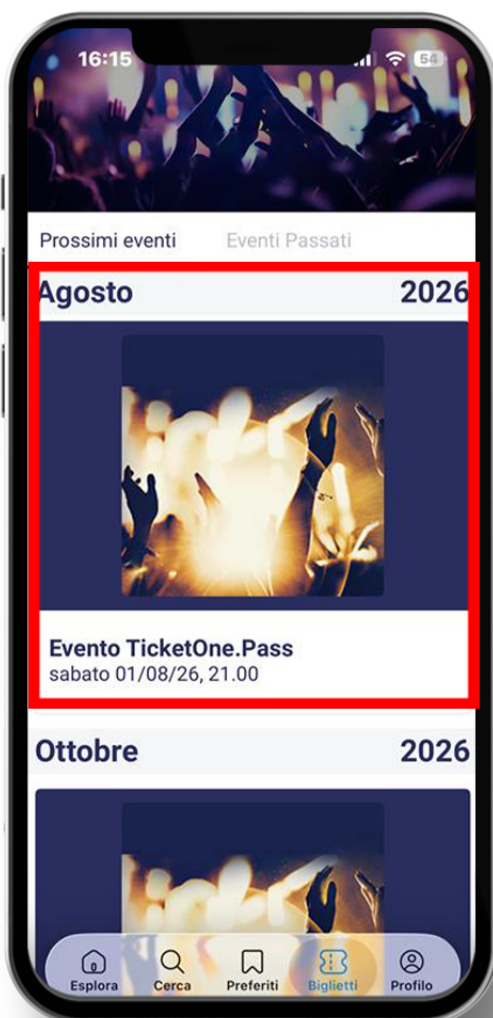 16:15
54
Prossimi eventi Eventi Passati
Agosto 2026
Evento TicketOne.Pass
sabato 01/08/26, 21.00
Ottobre 2026
Esplora Cerca Preferiti Biglietti Profilo